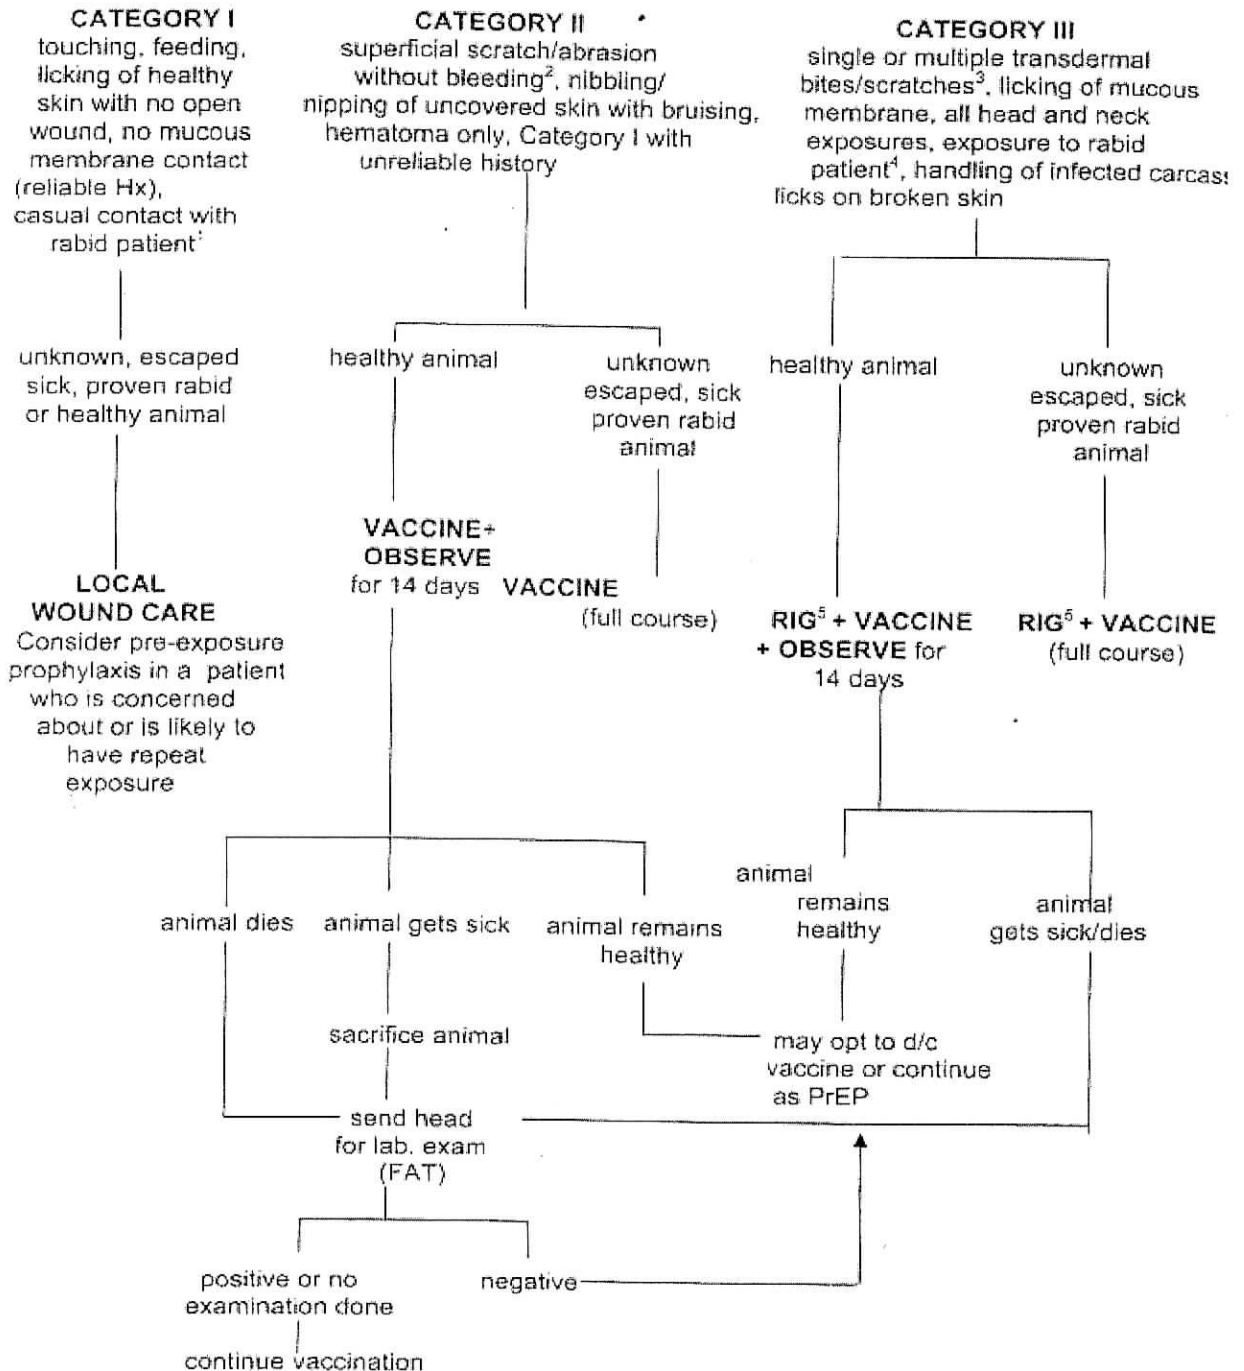 CATEGORY I
touching, feeding,
licking of healthy
skin with no open
wound, no mucous
membrane contact
(reliable Hx),
casual contact with
rabid patient¹
unknown, escaped
sick, proven rabid
or healthy animal
LOCAL
WOUND CARE
Consider pre-exposure
prophylaxis in a patient
who is concerned
about or is likely to
have repeat
exposure
CATEGORY II
superficial scratch/abrasion
without bleeding², nibbling/
nipping of uncovered skin with bruising,
hematoma only, Category I with
unreliable history
healthy animal
VACCINE+
OBSERVE
for 14 days
unknown
escaped, sick
proven rabid
animal
VACCINE
(full course)
CATEGORY III
single or multiple transdermal
bites/scratches³, licking of mucous
membrane, all head and neck
exposures, exposure to rabid
patient⁴, handling of infected carcass
licks on broken skin
healthy animal
RIG⁵ + VACCINE
+ OBSERVE for
14 days
unknown
escaped, sick
proven rabid
animal
RIG⁵ + VACCINE
(full course)
animal dies
animal gets sick
animal remains
healthy
animal
remains
healthy
animal
gets sick/dies
sacrifice animal
may opt to d/c
vaccine or continue
as PrEP
send head
for lab. exam
(FAT)
positive or no
examination done
negative
continue vaccination